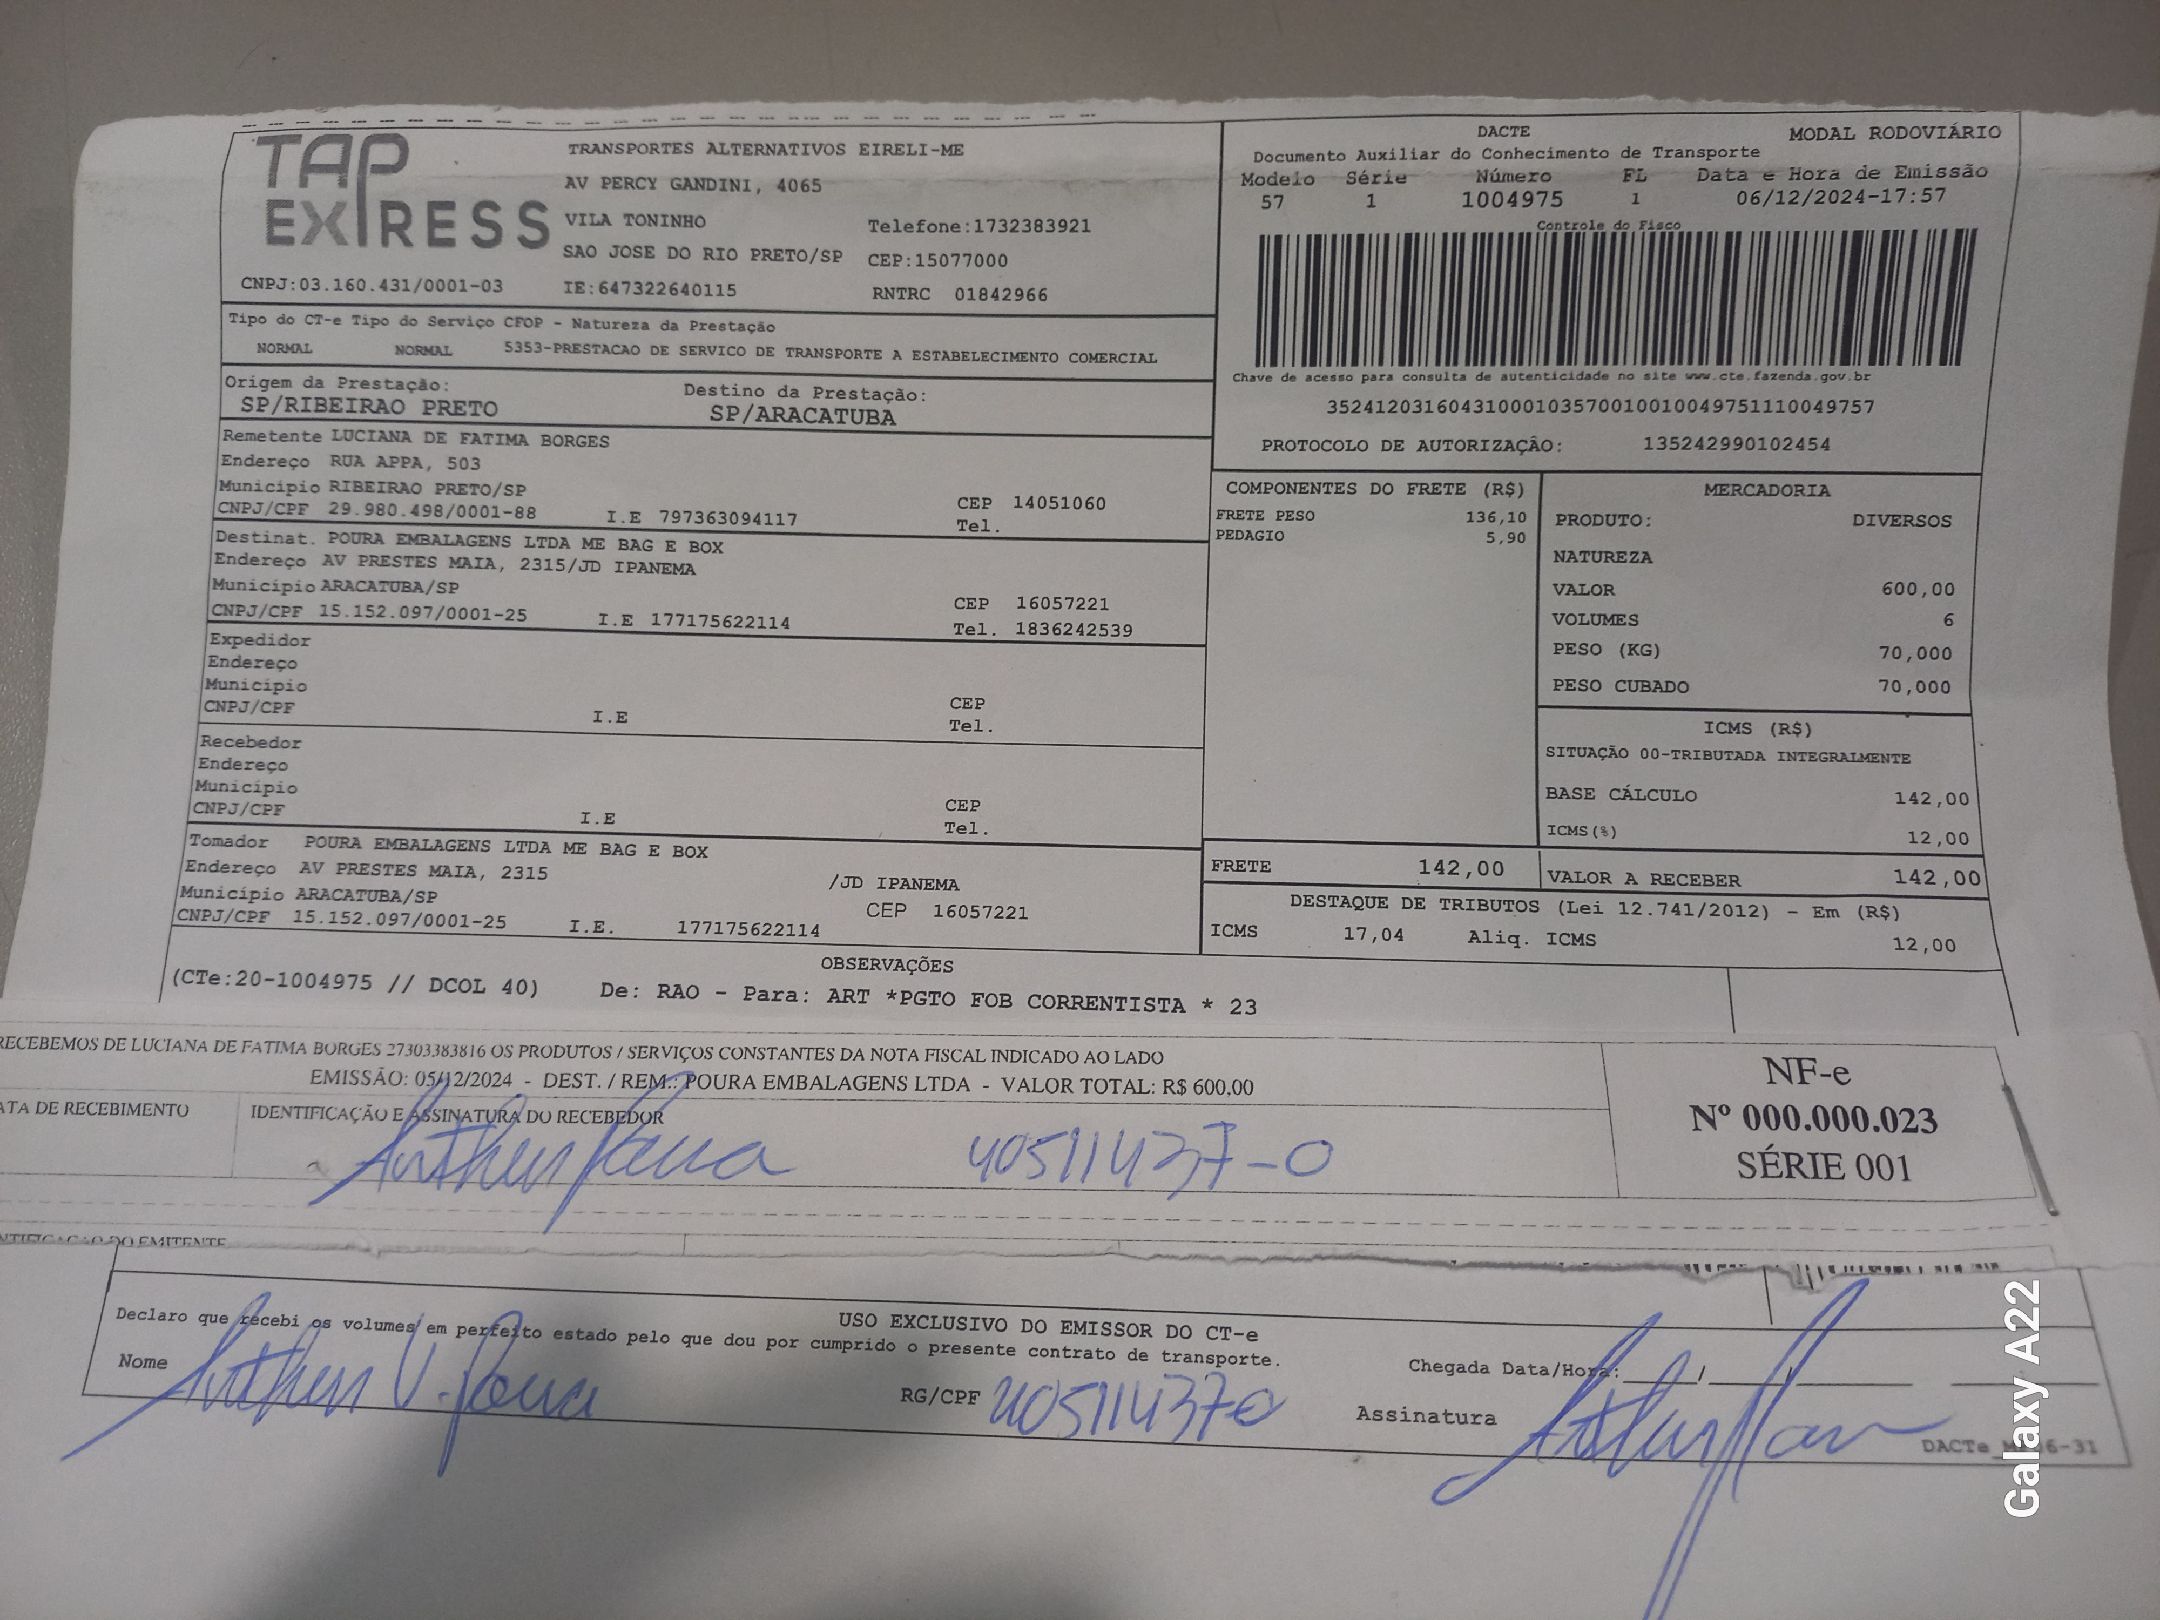 TAP EXPRESS
TRANSPORTES ALTERNATIVOS EIRELI-ME
AV PERCY GANDINI, 4065
VILA TONINHO Telefone:1732383921
SAO JOSE DO RIO PRETO/SP CEP:15077000
CNPJ:03.160.431/0001-03 IE:647322640115 RNTRC 01842966
DACTE MODAL RODOVIÁRIO
Documento Auxiliar do Conhecimento de Transporte
Modelo Série Número FL Data e Hora de Emissão
57 1 1004975 1 06/12/2024-17:57
Controle do Fisco
Chave de acesso para consulta de autenticidade no site www.cte.fazenda.gov.br
35241203160431000103570010010049751110049757
PROTOCOLO DE AUTORIZAÇÃO: 135242990102454
Tipo do CT-e Tipo do Serviço CFOP - Natureza da Prestação
NORMAL NORMAL 5353-PRESTACAO DE SERVICO DE TRANSPORTE A ESTABELECIMENTO COMERCIAL
Origem da Prestação: Destino da Prestação:
SP/RIBEIRAO PRETO SP/ARACATUBA
Remetente LUCIANA DE FATIMA BORGES
Endereço RUA APPA, 503
Município RIBEIRAO PRETO/SP CEP 14051060
CNPJ/CPF 29.980.498/0001-88 I.E 797363094117 Tel.
Destinat. POURA EMBALAGENS LTDA ME BAG E BOX
Endereço AV PRESTES MAIA, 2315/JD IPANEMA
Município ARACATUBA/SP CEP 16057221
CNPJ/CPF 15.152.097/0001-25 I.E 177175622114 Tel. 1836242539
Expedidor
Endereço
Município CEP
CNPJ/CPF I.E Tel.
Recebedor
Endereço
Município CEP
CNPJ/CPF I.E Tel.
Tomador POURA EMBALAGENS LTDA ME BAG E BOX
Endereço AV PRESTES MAIA, 2315 /JD IPANEMA
Município ARACATUBA/SP CEP 16057221
CNPJ/CPF 15.152.097/0001-25 I.E. 177175622114
COMPONENTES DO FRETE (R$)
FRETE PESO 136,10
PEDAGIO 5,90
MERCADORIA
PRODUTO: DIVERSOS
NATUREZA
VALOR 600,00
VOLUMES 6
PESO (KG) 70,000
PESO CUBADO 70,000
ICMS (R$)
SITUAÇÃO 00-TRIBUTADA INTEGRALMENTE
BASE CÁLCULO 142,00
ICMS(%) 12,00
FRETE 142,00 VALOR A RECEBER 142,00
DESTAQUE DE TRIBUTOS (Lei 12.741/2012) - Em (R$)
ICMS 17,04 Aliq. ICMS 12,00
OBSERVAÇÕES
(CTe:20-1004975 // DCOL 40) De: RAO - Para: ART *PGTO FOB CORRENTISTA * 23
RECEBEMOS DE LUCIANA DE FATIMA BORGES 27303383816 OS PRODUTOS / SERVIÇOS CONSTANTES DA NOTA FISCAL INDICADO AO LADO
EMISSÃO: 05/12/2024 - DEST. / REM.: POURA EMBALAGENS LTDA - VALOR TOTAL: R$ 600,00
ATA DE RECEBIMENTO IDENTIFICAÇÃO E ASSINATURA DO RECEBEDOR
40511437-0
NF-e
Nº 000.000.023
SÉRIE 001
NTIFICAÇÃO DO EMITENTE
USO EXCLUSIVO DO EMISSOR DO CT-e
Declaro que recebi os volumes em perfeito estado pelo que dou por cumprido o presente contrato de transporte.
Nome RG/CPF 405114370 Chegada Data/Hora: / /
Assinatura
Galaxy A22